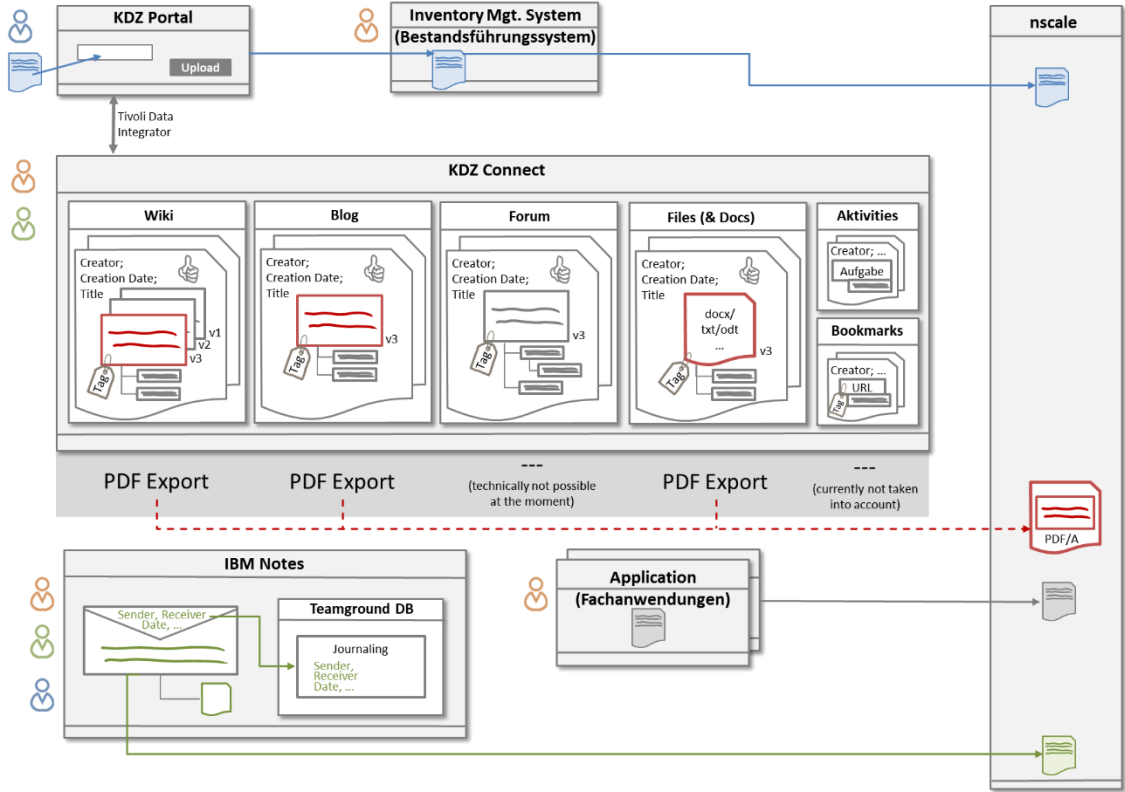 KDZ Portal
Upload
Inventory Mgt. System
(Bestandsführungssystem)
nscale
Tivoli Data
Integrator
KDZ Connect
Wiki
Creator;
Creation Date;
Title
v1
v2
v3
Tag
Blog
Creator;
Creation Date;
Title
v3
Tag
Forum
Creator;
Creation Date;
Title
v3
Tag
Files (& Docs)
Creator;
Creation Date;
Title
docx/
txt/odt
...
v3
Tag
Aktivities
Creator; ...
Aufgabe
Bookmarks
Creator; ...
URL
Tag
PDF Export
PDF Export
---
(technically not possible
at the moment)
PDF Export
---
(currently not taken
into account)
PDF/A
IBM Notes
Sender, Receiver
Date, ...
Teamground DB
Journaling
Sender,
Receiver
Date, ...
Application
(Fachanwendungen)